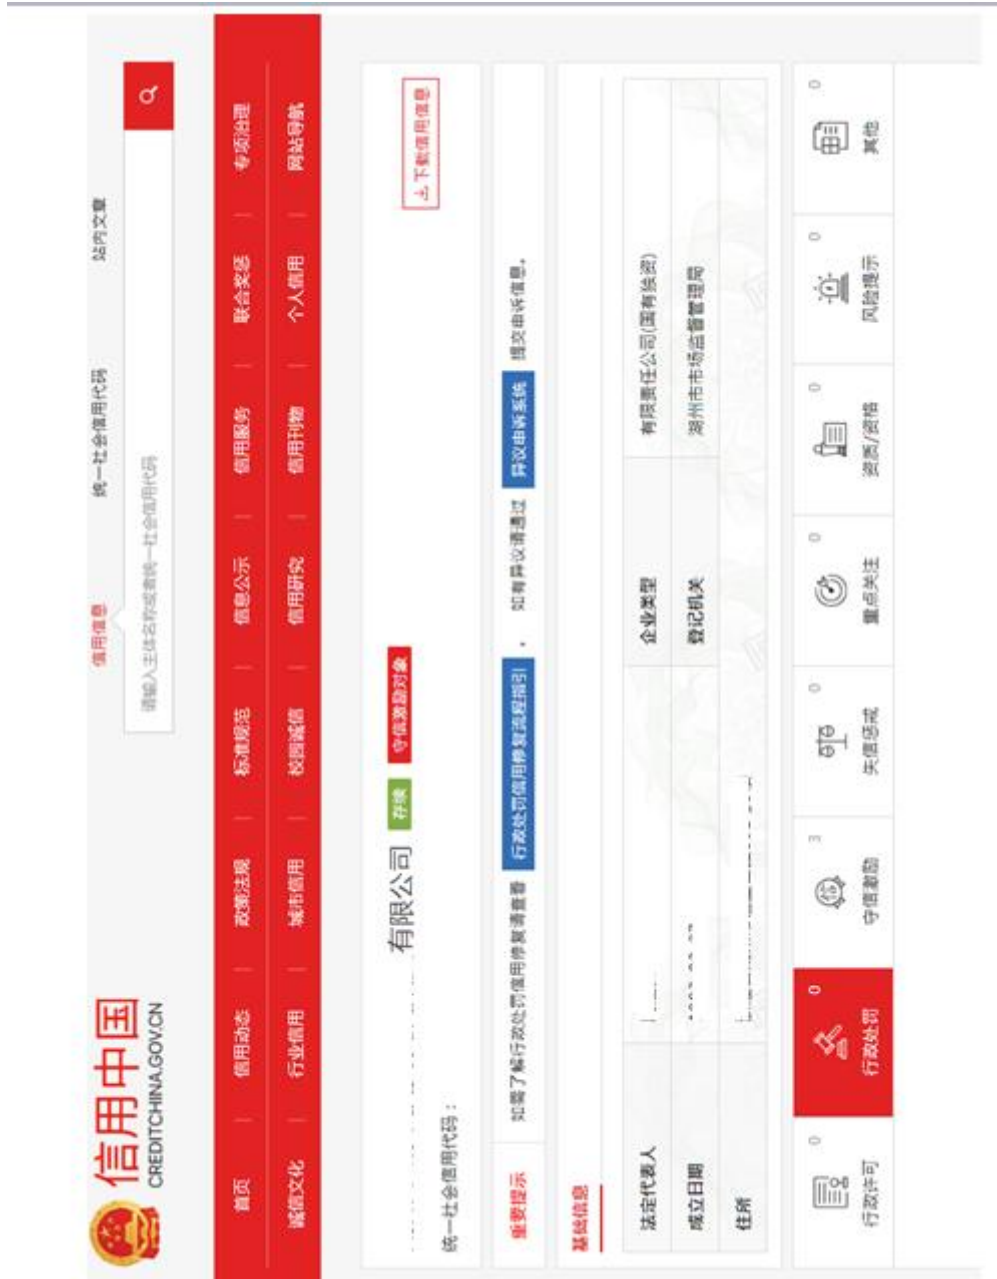 信用中国
CREDITCHINA.GOV.CN
信用信息 统一社会信用代码 站内文章
请输入主体名称或者统一社会信用代码
首页 | 信用动态 | 政策法规 | 标准规范 | 信息公示 | 信用服务 | 联合奖惩 | 专项治理
诚信文化 | 行业信用 | 城市信用 | 校园诚信 | 信用研究 | 信用刊物 | 个人信用 | 网站导航
有限公司 存续 守信激励对象
下载信用信息
统一社会信用代码：
重要提示 如需了解行政处罚信用修复请查看 行政处罚信用修复流程指引 。 如有异议请通过 异议申诉系统 提交申诉信息。
基础信息
法定代表人 企业类型 有限责任公司(国有独资)
成立日期 登记机关 湖州市市场监督管理局
住所
0 0 3 0 0 0 0 0
行政许可 行政处罚 守信激励 失信惩戒 重点关注 资质/资格 风险提示 其他